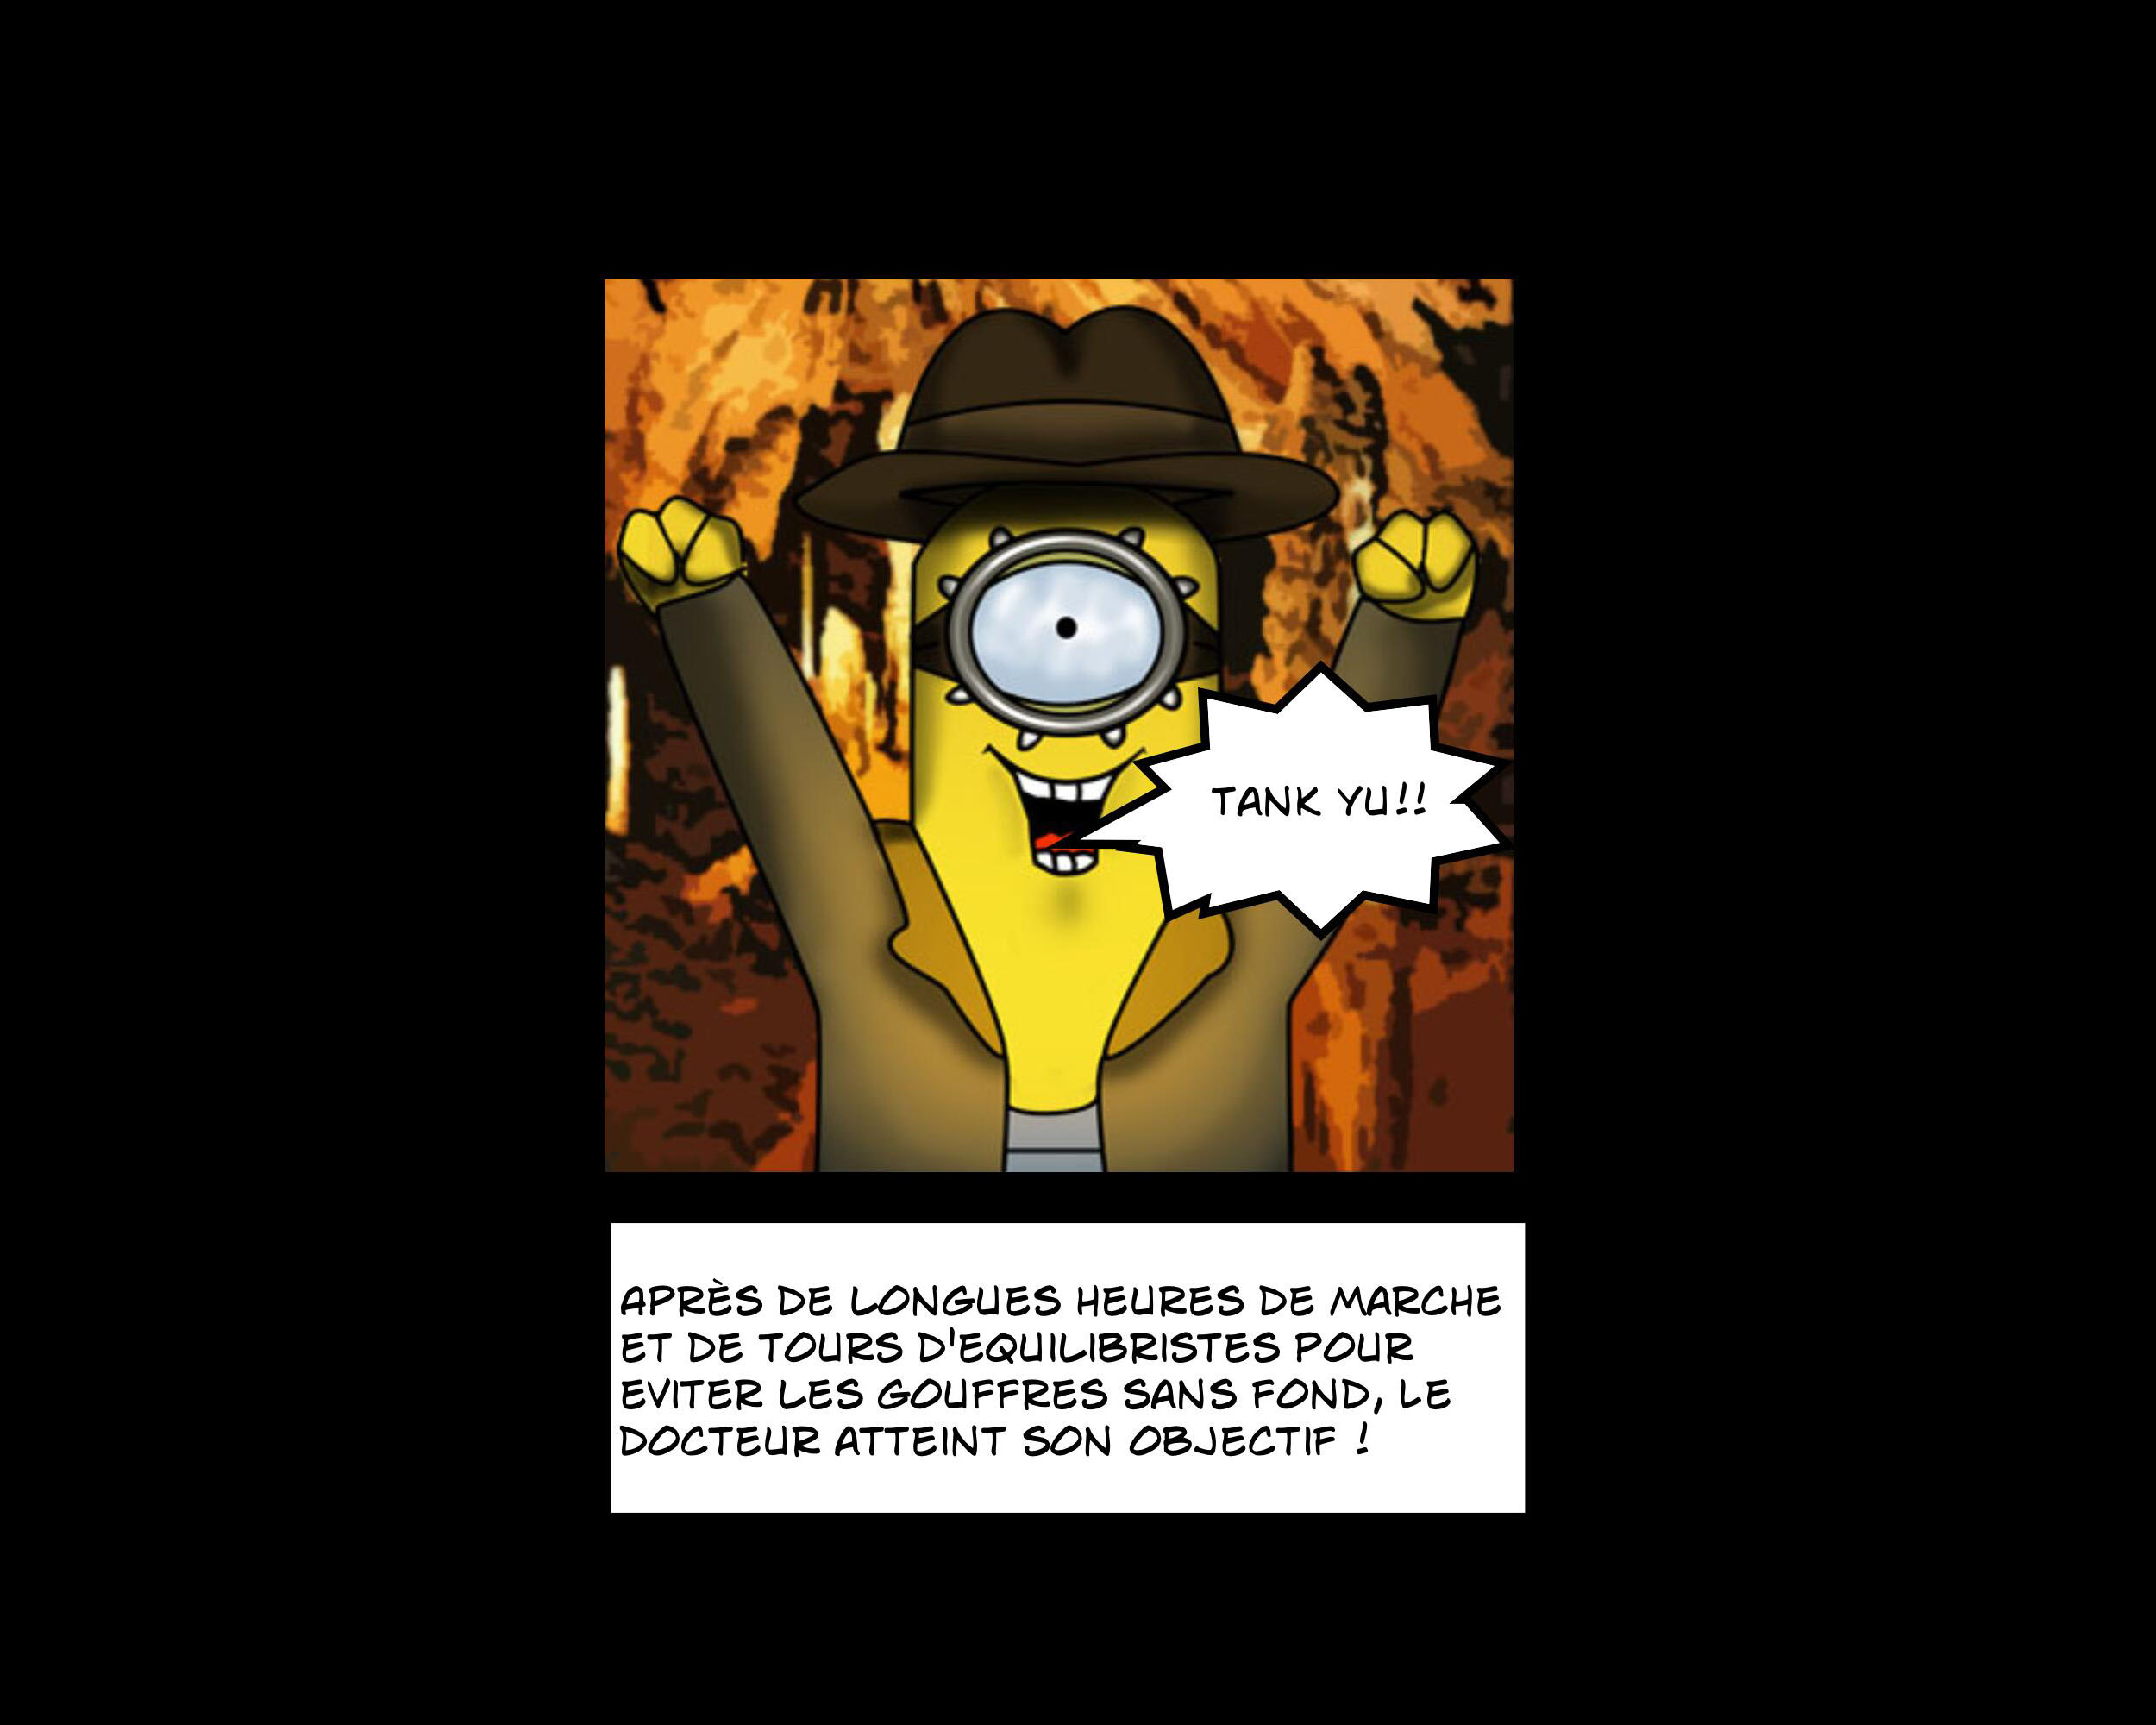 TANK YU!!
APRÈS DE LONGUES HEURES DE MARCHE
ET DE TOURS D'EQUILIBRISTES POUR
EVITER LES GOUFFRES SANS FOND, LE
DOCTEUR ATTEINT SON OBJECTIF !